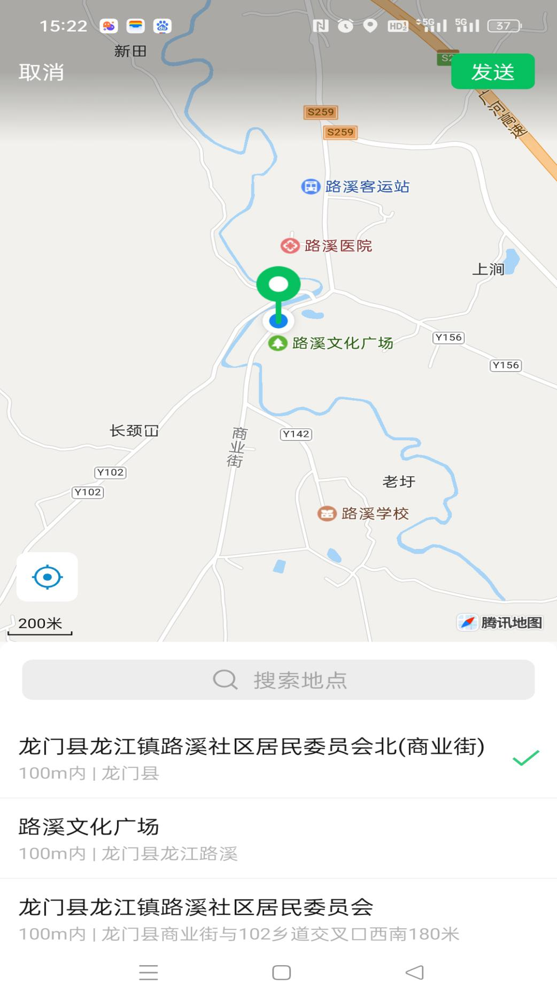 15:22
HD 1 2
5G
5G
37
新田
取消
发送
广河高速
S259
S259
路溪客运站
路溪医院
上涧
路溪文化广场
Y156
Y156
长颈㟖
商业街
Y142
Y102
Y102
老圩
路溪学校
200米
腾讯地图
搜索地点
龙门县龙江镇路溪社区居民委员会北(商业街)
100m内 | 龙门县
路溪文化广场
100m内 | 龙门县龙江路溪
龙门县龙江镇路溪社区居民委员会
100m内 | 龙门县商业街与102乡道交叉口西南180米